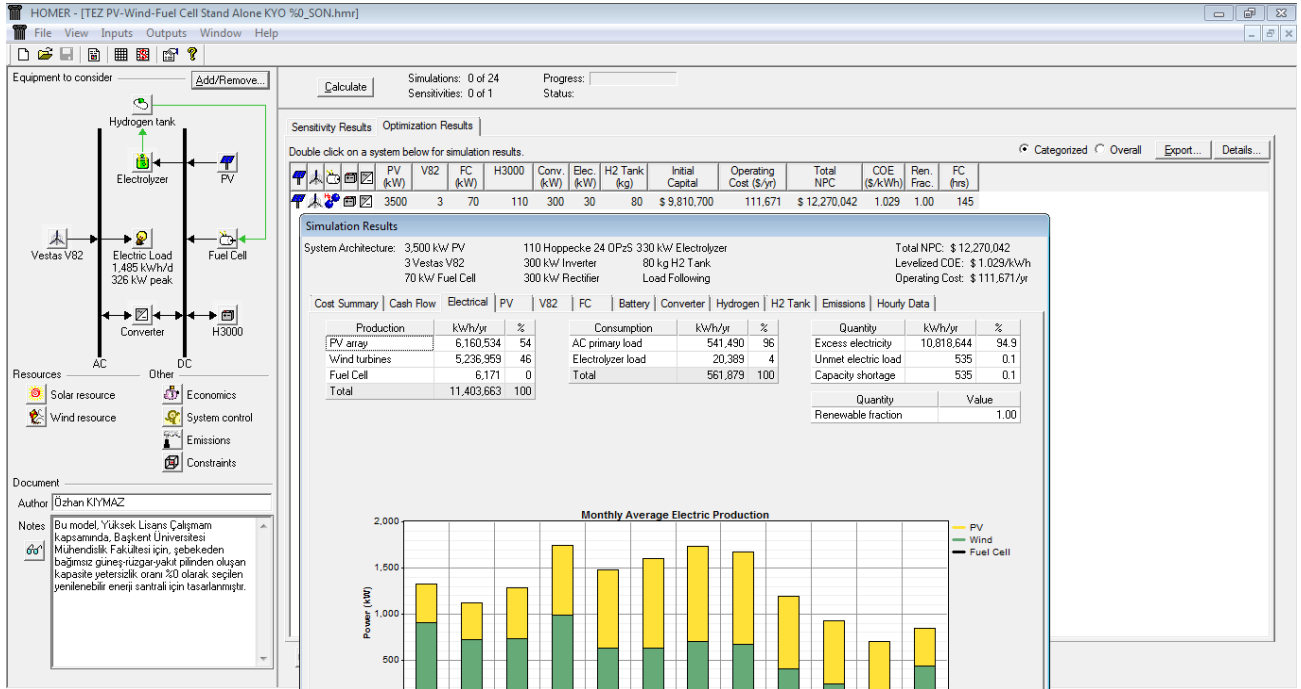 HOMER - [TEZ PV-Wind-Fuel Cell Stand Alone KYO %0_SON.hmr]
File View Inputs Outputs Window Help
Equipment to consider Add/Remove...
Hydrogen tank
Electrolyzer PV
Vestas V82 Electric Load Fuel Cell
1,485 kWh/d
326 kW peak
Converter H3000
AC DC
Resources Other
Solar resource Economics
Wind resource System control
Emissions
Constraints
Document
Author Özhan KIYMAZ
Notes Bu model, Yüksek Lisans Çalışmam
kapsamında, Başkent Üniversitesi
Mühendislik Fakültesi için, şebekeden
bağımsız güneş-rüzgar-yakıt pilinden oluşan
kapasite yetersizlik oranı %0 olarak seçilen
yenilenebilir enerji santrali için tasarlanmıştır.
Calculate Simulations: 0 of 24 Progress:
Sensitivities: 0 of 1 Status:
Sensitivity Results Optimization Results
Double click on a system below for simulation results. Categorized Overall Export... Details...
PV (kW) V82 FC (kW) H3000 Conv. (kW) Elec. (kW) H2 Tank (kg) Initial Capital Operating Cost ($/yr) Total NPC COE ($/kWh) Ren. Frac. FC (hrs)
3500 3 70 110 300 30 80 $ 9,810,700 111,671 $ 12,270,042 1.029 1.00 145
Simulation Results
System Architecture: 3,500 kW PV 110 Hoppecke 24 OPzS 330 kW Electrolyzer Total NPC: $ 12,270,042
3 Vestas V82 300 kW Inverter 80 kg H2 Tank Levelized COE: $ 1.029/kWh
70 kW Fuel Cell 300 kW Rectifier Load Following Operating Cost: $ 111,671/yr
Cost Summary Cash Flow Electrical PV V82 FC Battery Converter Hydrogen H2 Tank Emissions Hourly Data
Production kWh/yr %
PV array 6,160,534 54
Wind turbines 5,236,959 46
Fuel Cell 6,171 0
Total 11,403,663 100
Consumption kWh/yr %
AC primary load 541,490 96
Electrolyzer load 20,389 4
Total 561,879 100
Quantity kWh/yr %
Excess electricity 10,818,644 94.9
Unmet electric load 535 0.1
Capacity shortage 535 0.1
Quantity Value
Renewable fraction 1.00
Monthly Average Electric Production
2,000
1,500
1,000
500
Power (kW)
PV
Wind
Fuel Cell